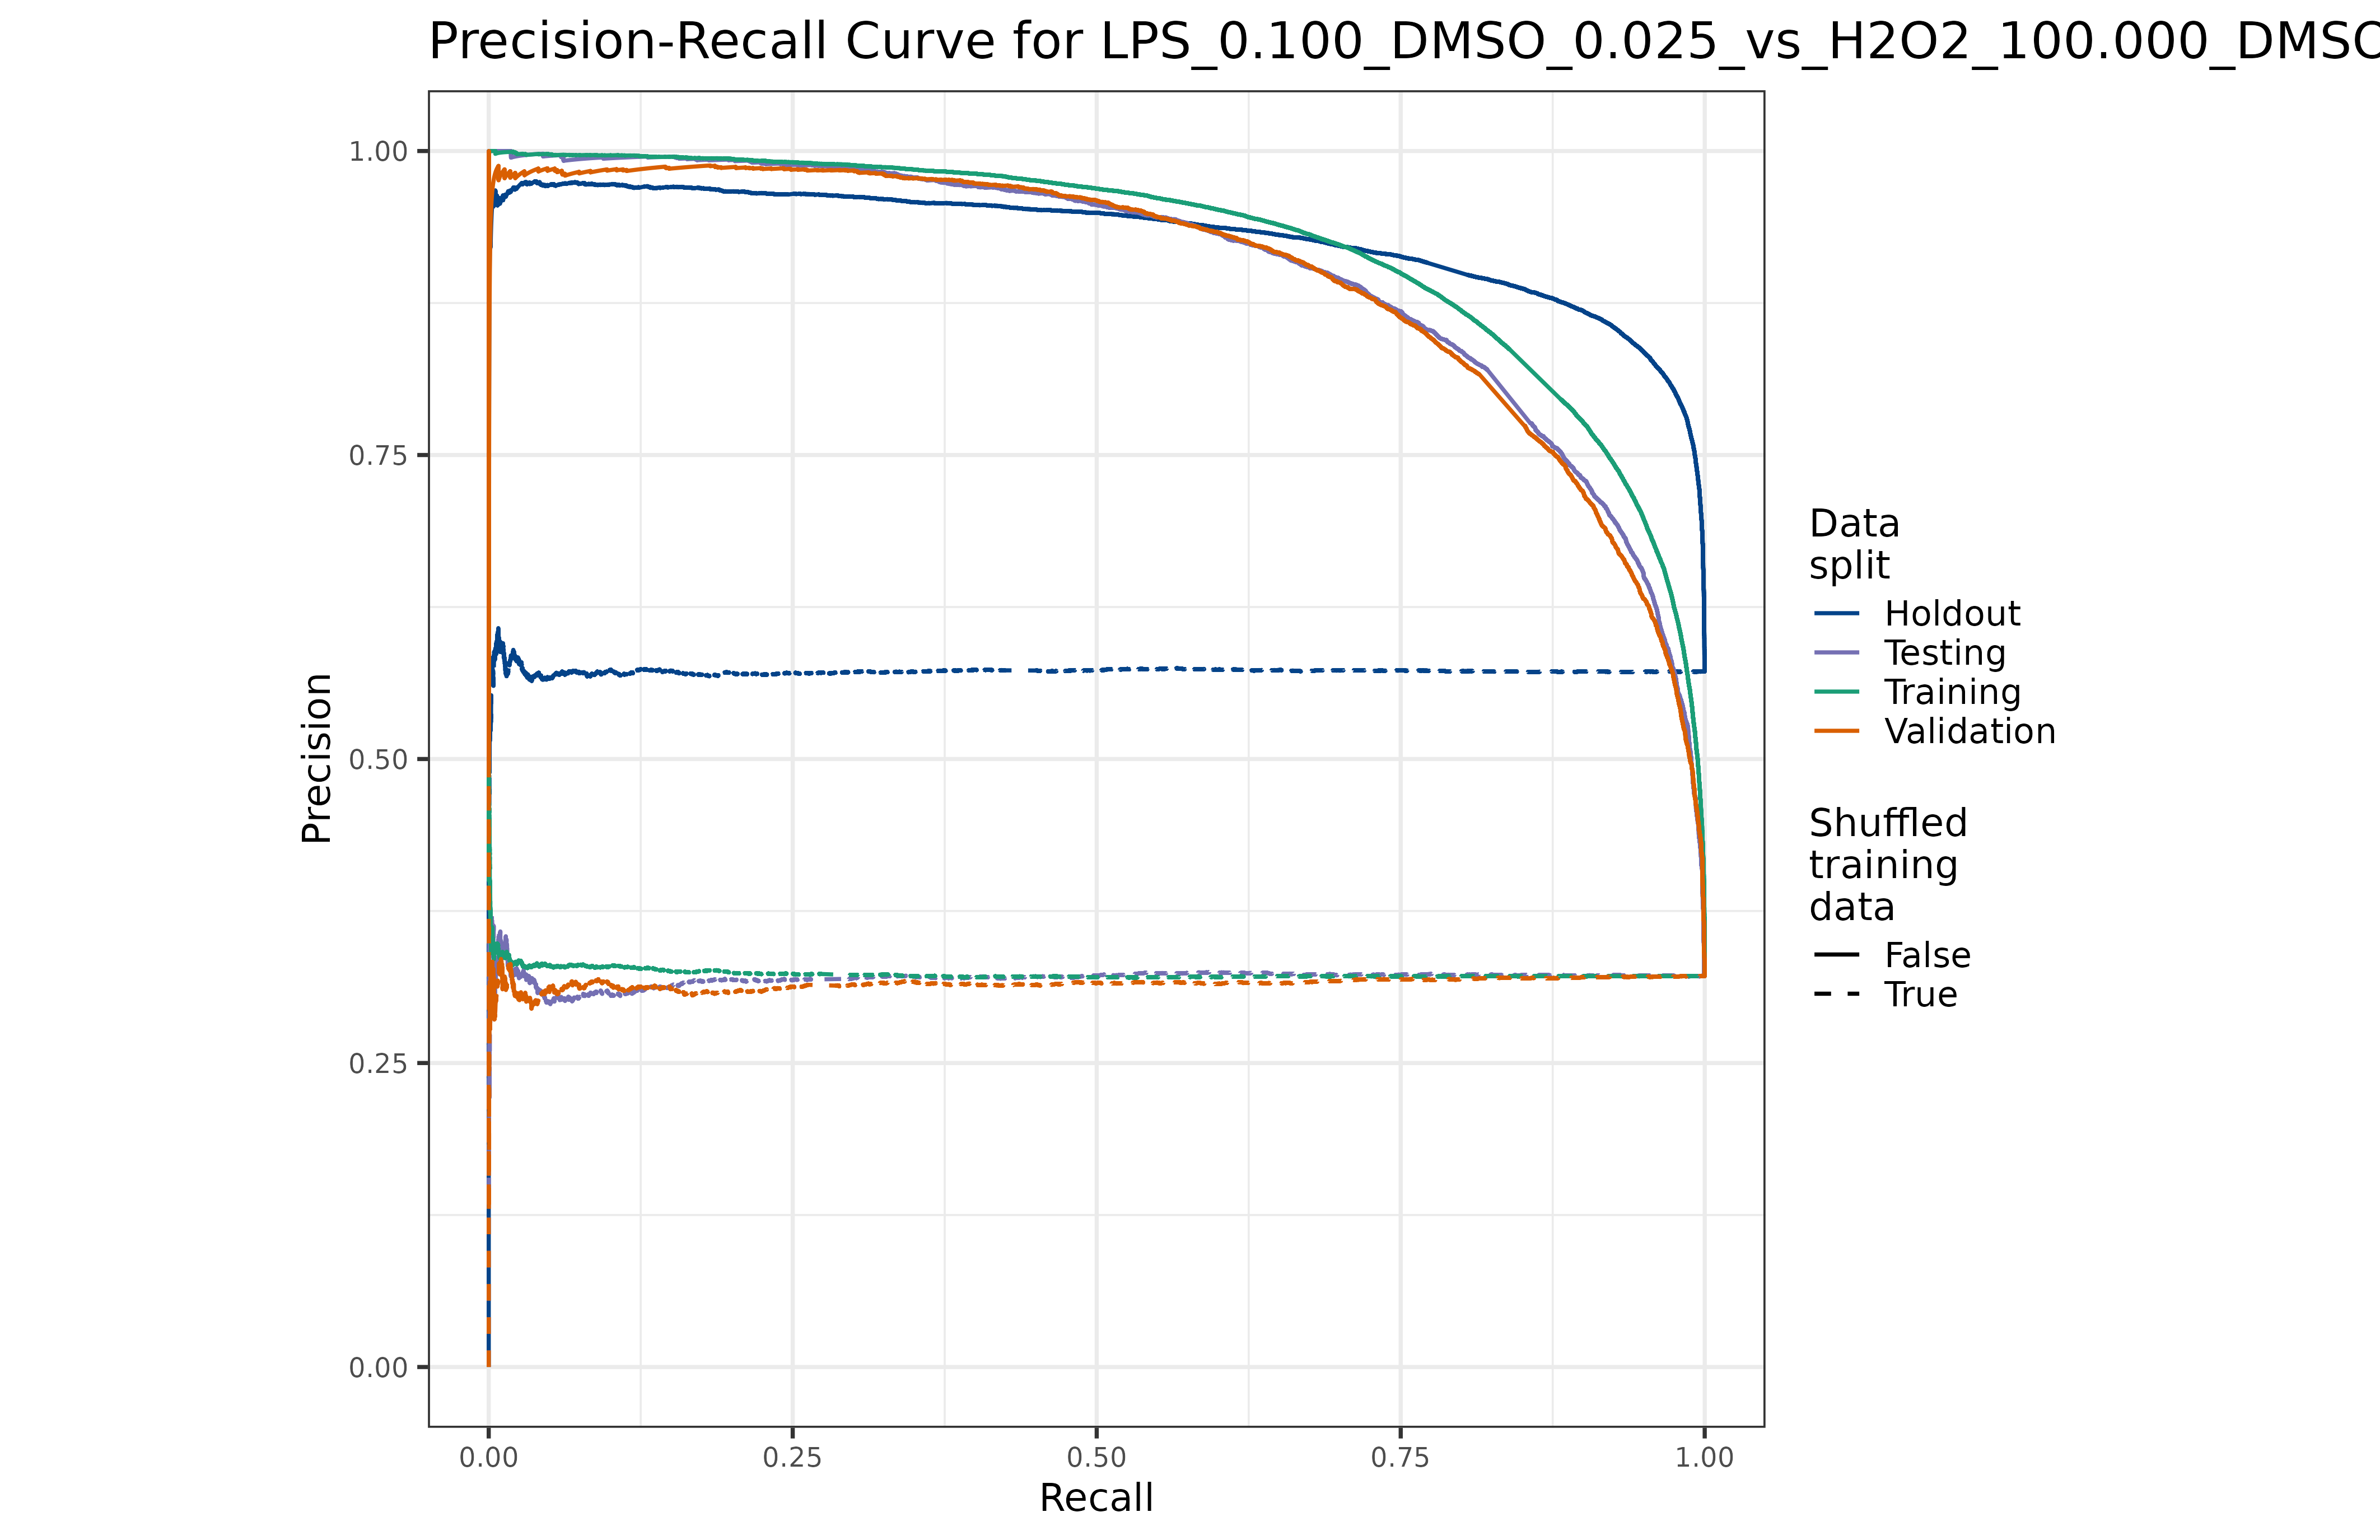 Precision-Recall Curve for LPS_0.100_DMSO_0.025_vs_H2O2_100.000_DMSO
1.00
0.75
0.50
0.25
0.00
Precision
0.00 0.25 0.50 0.75 1.00
Recall
Data
split
Holdout
Testing
Training
Validation
Shuffled
training
data
False
True